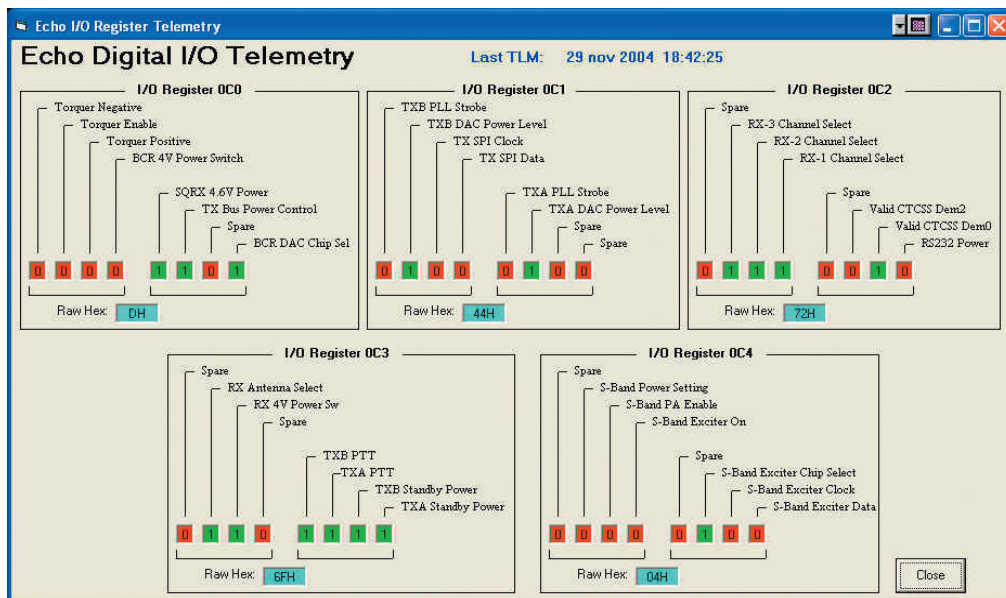 Echo I/O Register Telemetry
Echo Digital I/O Telemetry
Last TLM: 29 nov 2004 18:42:25
I/O Register 0C0
Torquer Negative
Torquer Enable
Torquer Positive
BCR 4V Power Switch
SQRX 4.6V Power
TX Bus Power Control
Spare
BCR DAC Chip Sel
0 0 0 0 1 1 0 1
Raw Hex: DH
I/O Register 0C1
TXB PLL Strobe
TXB DAC Power Level
TX SPI Clock
TX SPI Data
TXA PLL Strobe
TXA DAC Power Level
Spare
Spare
0 1 0 0 0 1 0 0
Raw Hex: 44H
I/O Register 0C2
Spare
RX-3 Channel Select
RX-2 Channel Select
RX-1 Channel Select
Spare
Valid CTCSS Dem2
Valid CTCSS Dem0
RS232 Power
0 1 1 1 0 0 1 0
Raw Hex: 72H
I/O Register 0C3
Spare
RX Antenna Select
RX 4V Power Sw
Spare
TXB PTT
TXA PTT
TXB Standby Power
TXA Standby Power
0 1 1 0 1 1 1 1
Raw Hex: 6FH
I/O Register 0C4
Spare
S-Band Power Setting
S-Band PA Enable
S-Band Exciter On
Spare
S-Band Exciter Chip Select
S-Band Exciter Clock
S-Band Exciter Data
0 0 0 0 0 1 0 0
Raw Hex: 04H
Close